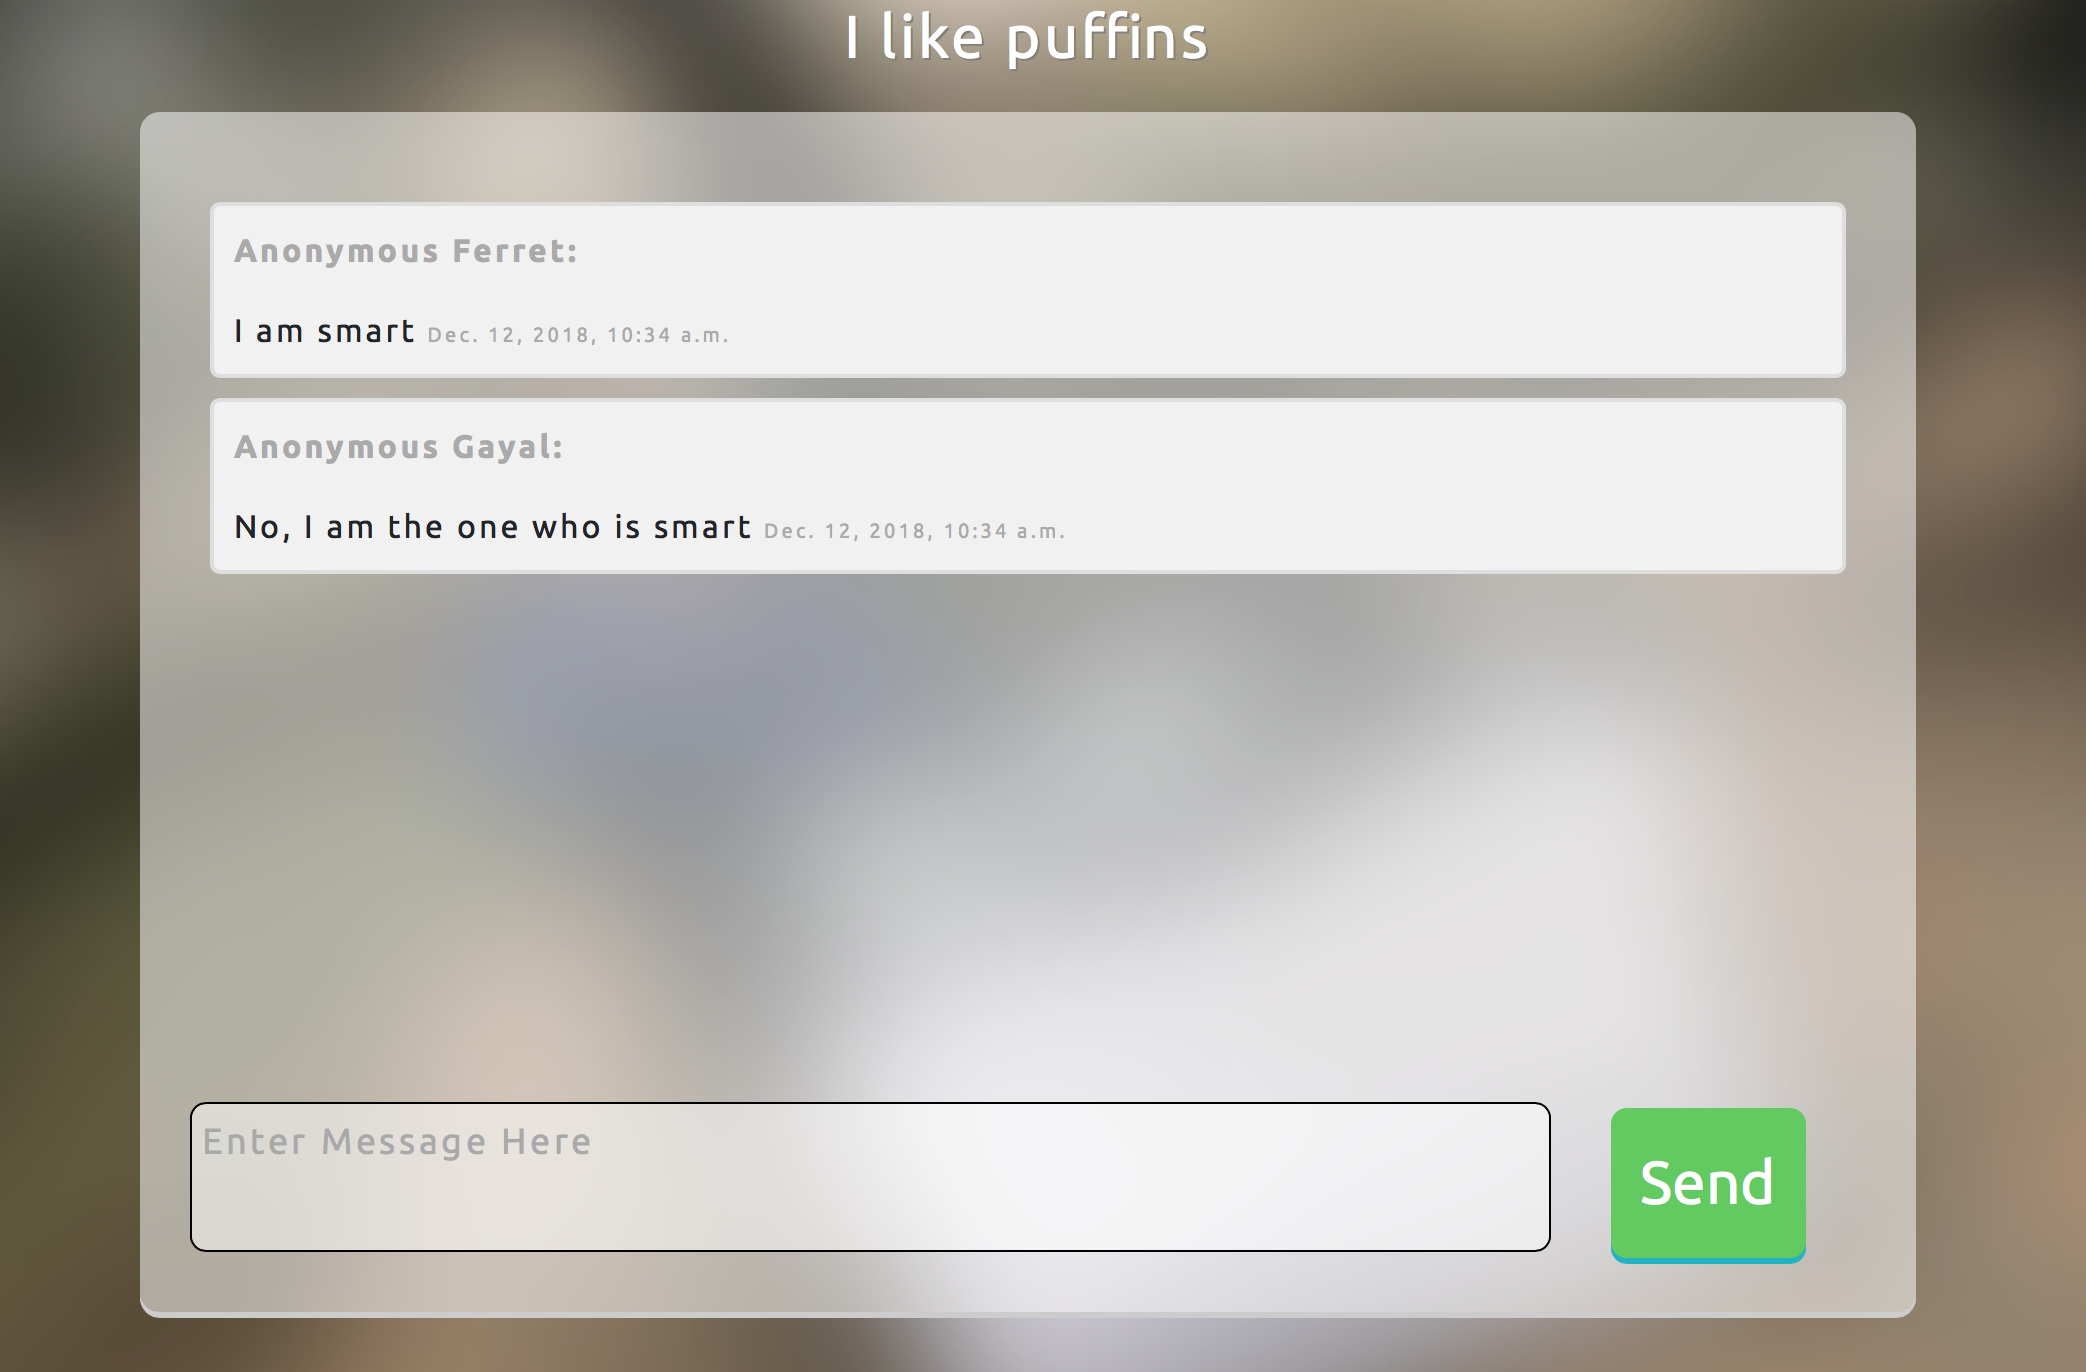 I like puffins
Anonymous Ferret:
I am smart Dec. 12, 2018, 10:34 a.m.
Anonymous Gayal:
No, I am the one who is smart Dec. 12, 2018, 10:34 a.m.
Enter Message Here
Send